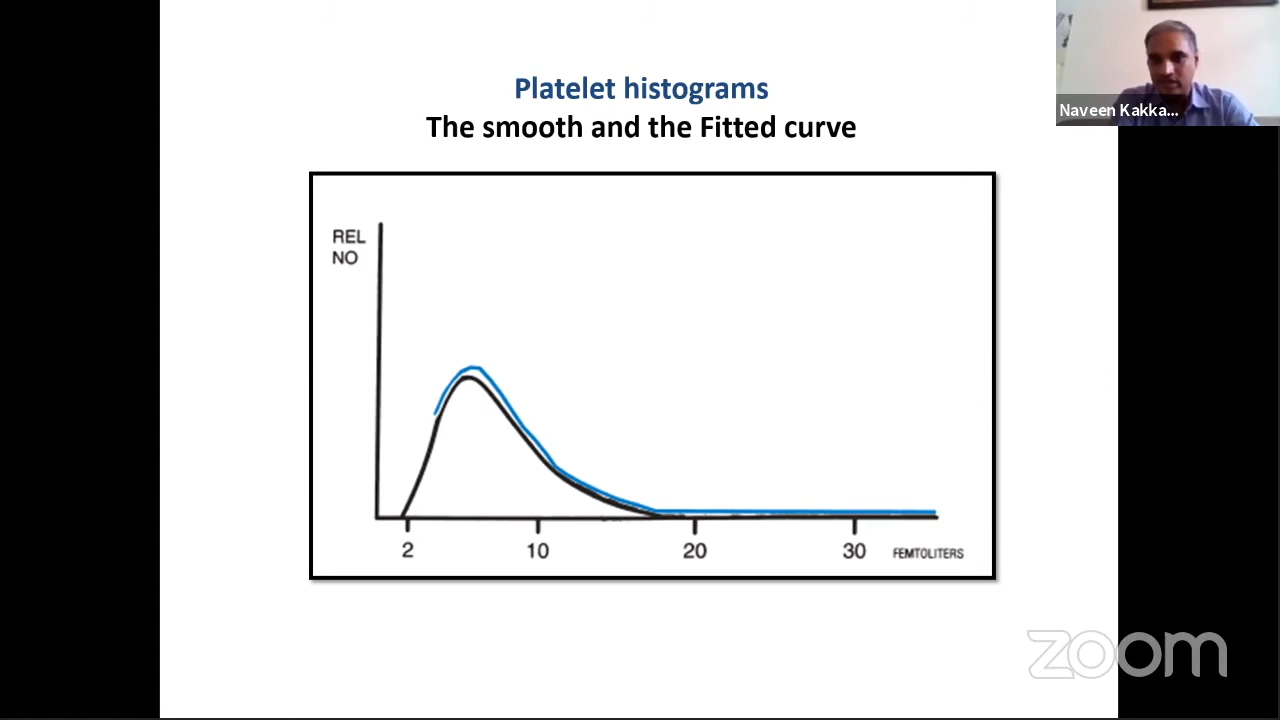 Platelet histograms
The smooth and the Fitted curve
Naveen Kakka...
REL
NO
2 10 20 30 FEMTOLITERS
zoom